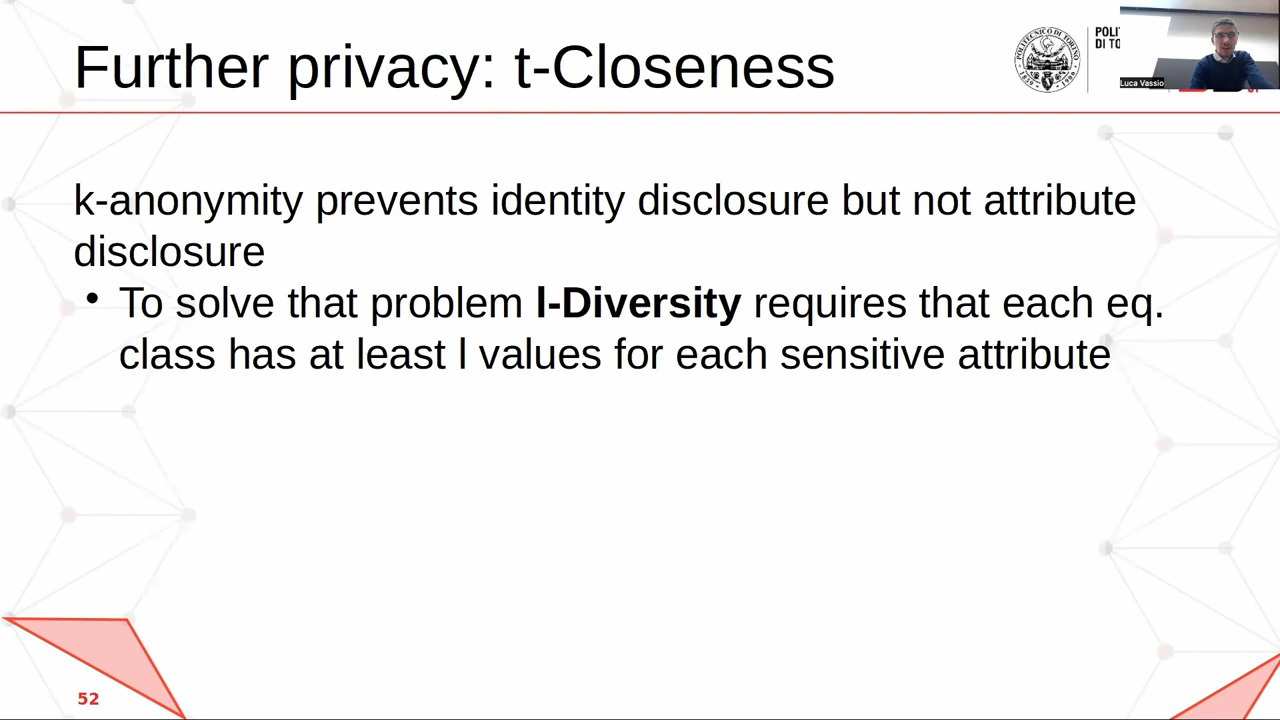 Further privacy: t-Closeness
POLI
DI TO
Luca Vassio
k-anonymity prevents identity disclosure but not attribute
disclosure
• To solve that problem l-Diversity requires that each eq.
class has at least l values for each sensitive attribute
52